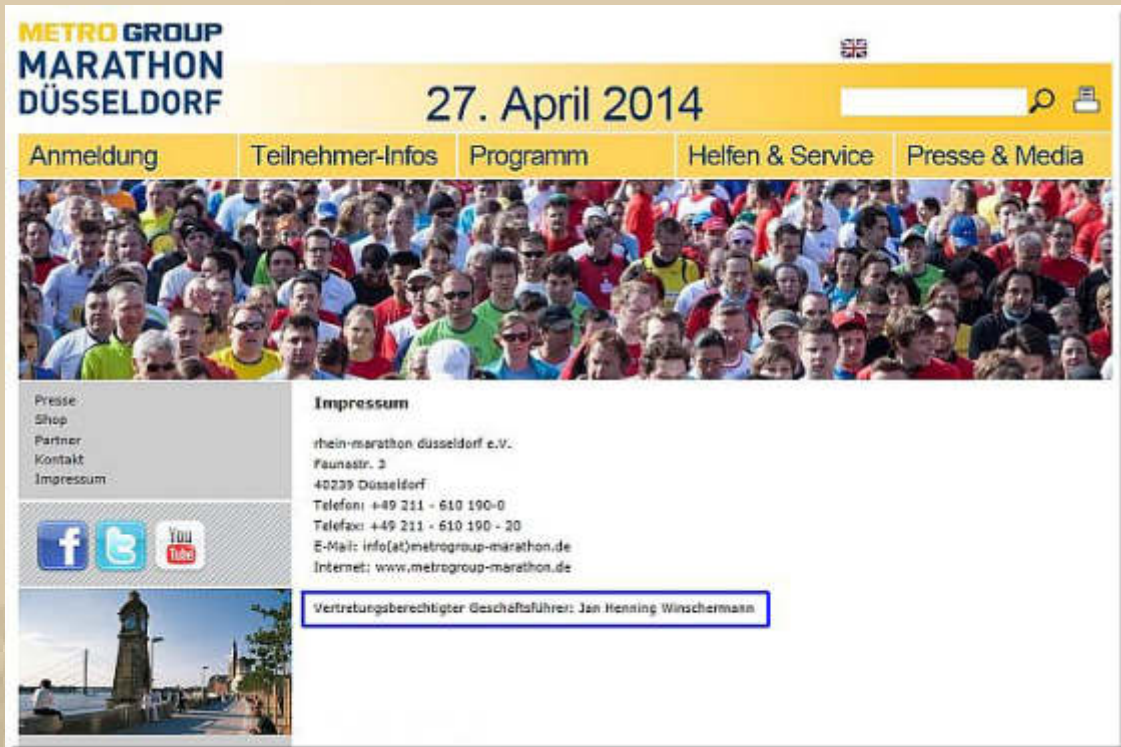 METRO GROUP
MARATHON
DÜSSELDORF
27. April 2014
Anmeldung
Teilnehmer-Infos
Programm
Helfen & Service
Presse & Media
Presse
Shop
Partner
Kontakt
Impressum
You
Tube
Impressum
rhein-marathon düsseldorf e.V.
Faunastr. 3
40239 Düsseldorf
Telefon: +49 211 - 610 190-0
Telefax: +49 211 - 610 190 - 20
E-Mail: info(at)metrogroup-marathon.de
Internet: www.metrogroup-marathon.de
Vertretungsberechtigter Geschäftsführer: Jan Henning Winschermann